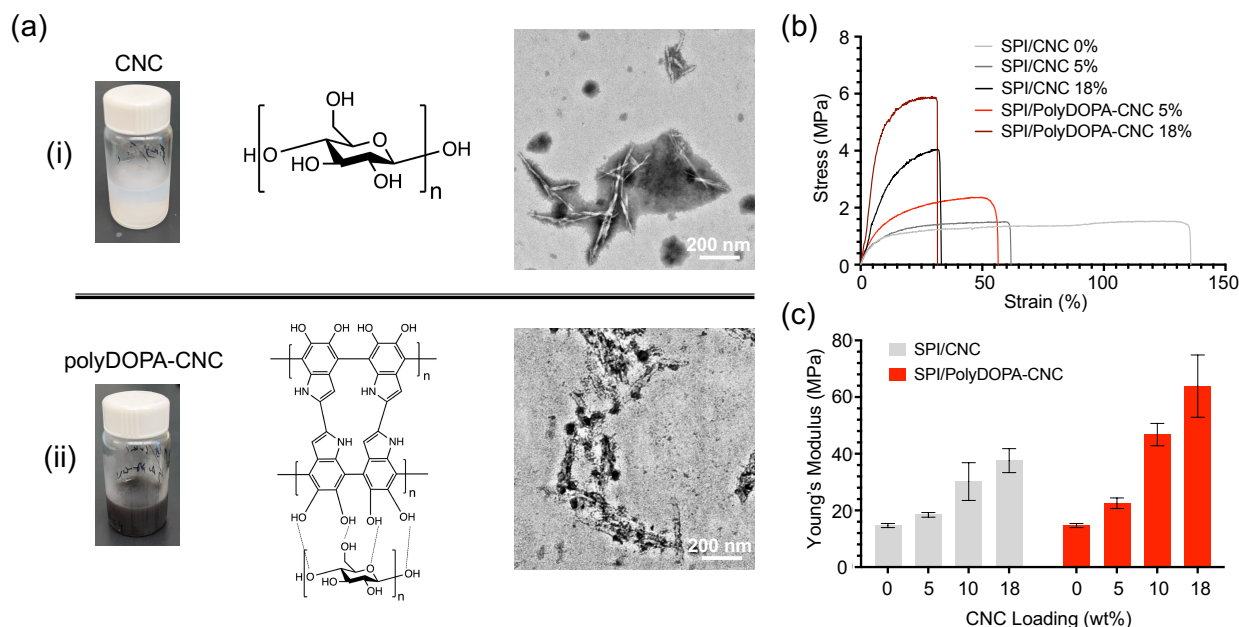 (a)
CNC
(i)
OH
H
O
HO
O
OH
OH
n
200 nm
polyDOPA-CNC
(ii)
HO OH HO OH
n
HN NH
NH HN
n
OH OH OH OH
OH
H O O OH
HO OH
n
200 nm
(b)
Stress (MPa)
8
6
4
2
0
0 50 100 150
Strain (%)
SPI/CNC 0%
SPI/CNC 5%
SPI/CNC 18%
SPI/PolyDOPA-CNC 5%
SPI/PolyDOPA-CNC 18%
(c)
Young's Modulus (MPa)
80
60
40
20
0
SPI/CNC
SPI/PolyDOPA-CNC
0 5 10 18 0 5 10 18
CNC Loading (wt%)